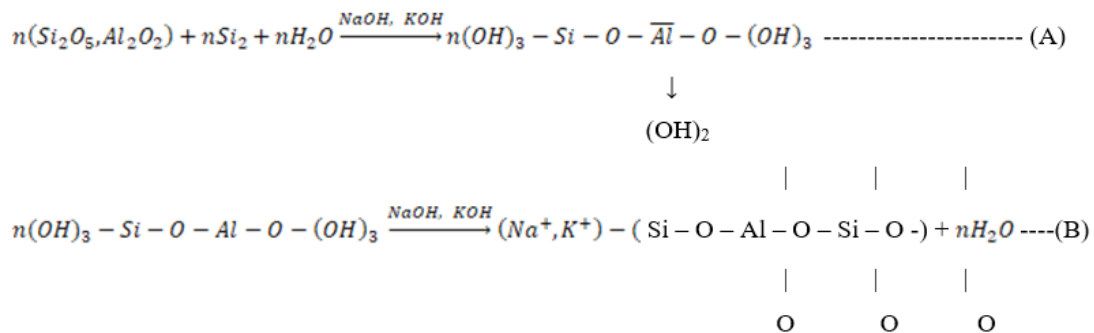 NaOH, KOH
n(Si₂O₅,Al₂O₂) + nSi₂ + nH₂O ⟶ n(OH)₃ − Si − O − A̅l̅ − O − (OH)₃ ---------------------- (A)
↓
(OH)₂
| | |
NaOH, KOH
n(OH)₃ − Si − O − Al − O − (OH)₃ ⟶ (Na⁺,K⁺) − ( Si – O – Al – O – Si – O -) + nH₂O ----(B)
| | |
O O O